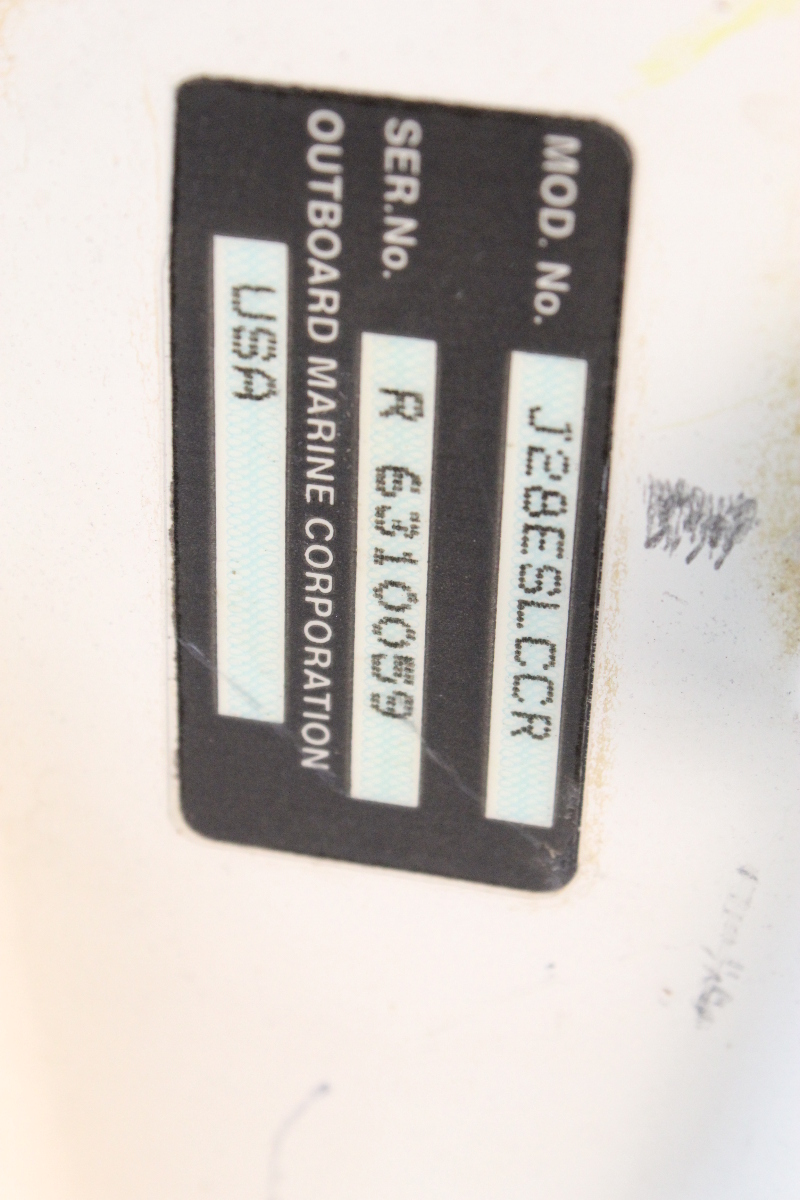 MOD. No. J28ESLCCR
SER.No. R 6310059
OUTBOARD MARINE CORPORATION
USA